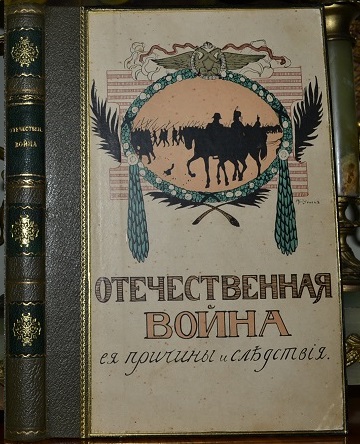 ОТЕЧЕСТВЕН.
ВОЙНА
ОТЕЧЕСТВЕННАЯ
ВОЙНА
ея причины и слѣдствія.